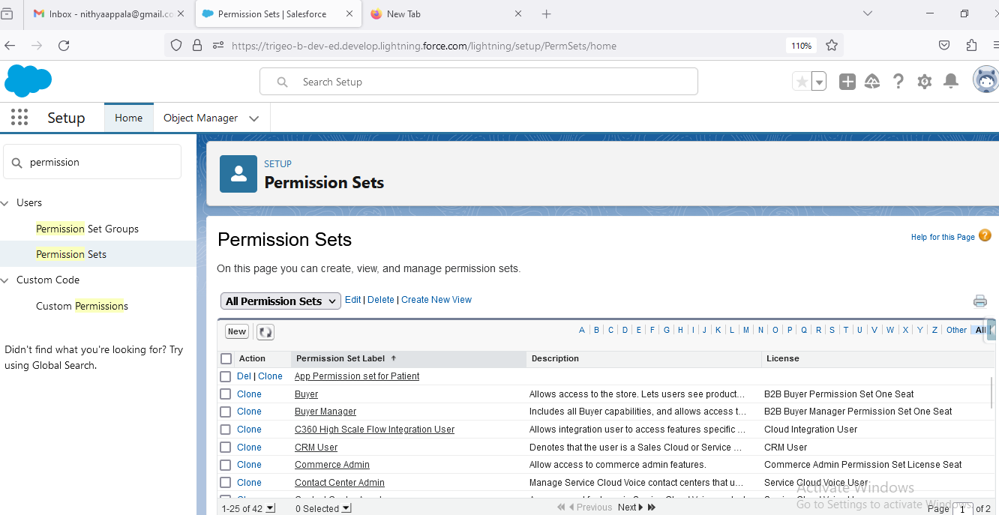 Inbox - nithyaappala@gmail.co
Permission Sets | Salesforce
New Tab
https://trigeo-b-dev-ed.develop.lightning.force.com/lightning/setup/PermSets/home
110%
Search Setup
Setup
Home
Object Manager
permission
Users
Permission Set Groups
Permission Sets
Custom Code
Custom Permissions
Didn't find what you're looking for? Try
using Global Search.
SETUP
Permission Sets
Permission Sets
Help for this Page ?
On this page you can create, view, and manage permission sets.
All Permission Sets Edit | Delete | Create New View
New
A | B | C | D | E | F | G | H | I | J | K | L | M | N | O | P | Q | R | S | T | U | V | W | X | Y | Z | Other | All
Action Permission Set Label Description License
Del | Clone App Permission set for Patient
Clone Buyer Allows access to the store. Lets users see product... B2B Buyer Permission Set One Seat
Clone Buyer Manager Includes all Buyer capabilities, and allows access t... B2B Buyer Manager Permission Set One Seat
Clone C360 High Scale Flow Integration User Allows integration user to access features specific ... Cloud Integration User
Clone CRM User Denotes that the user is a Sales Cloud or Service ... CRM User
Clone Commerce Admin Allow access to commerce admin features. Commerce Admin Permission Set License Seat
Clone Contact Center Admin Manage Service Cloud Voice contact centers that u... Service Cloud Voice User
1-25 of 42 0 Selected Previous Next Page 1 of 2
Activate Windows
Go to Settings to activate Windows.